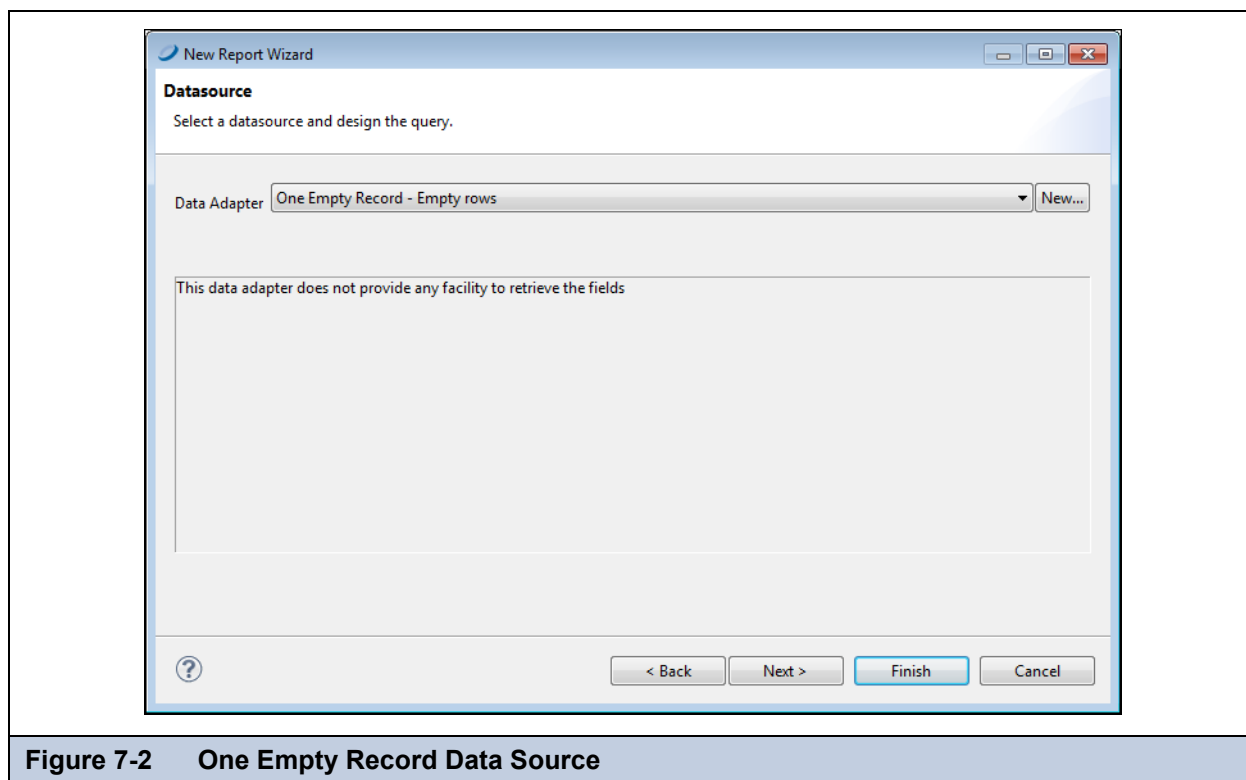 New Report Wizard
Datasource
Select a datasource and design the query.
Data Adapter One Empty Record - Empty rows New...
This data adapter does not provide any facility to retrieve the fields
? < Back Next > Finish Cancel
Figure 7-2 One Empty Record Data Source